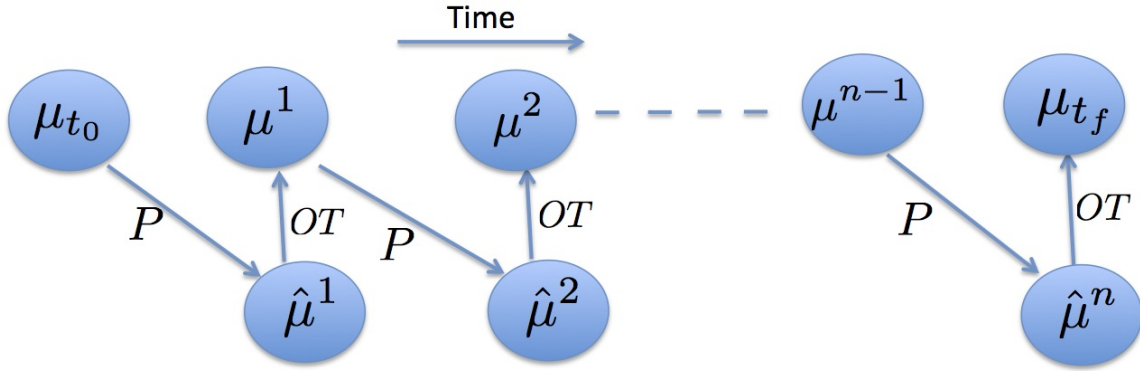 Time
μ_{t_0} μ^1 μ^2 μ^{n−1} μ_{t_f}
P OT P OT P OT
μ̂^1 μ̂^2 μ̂^n